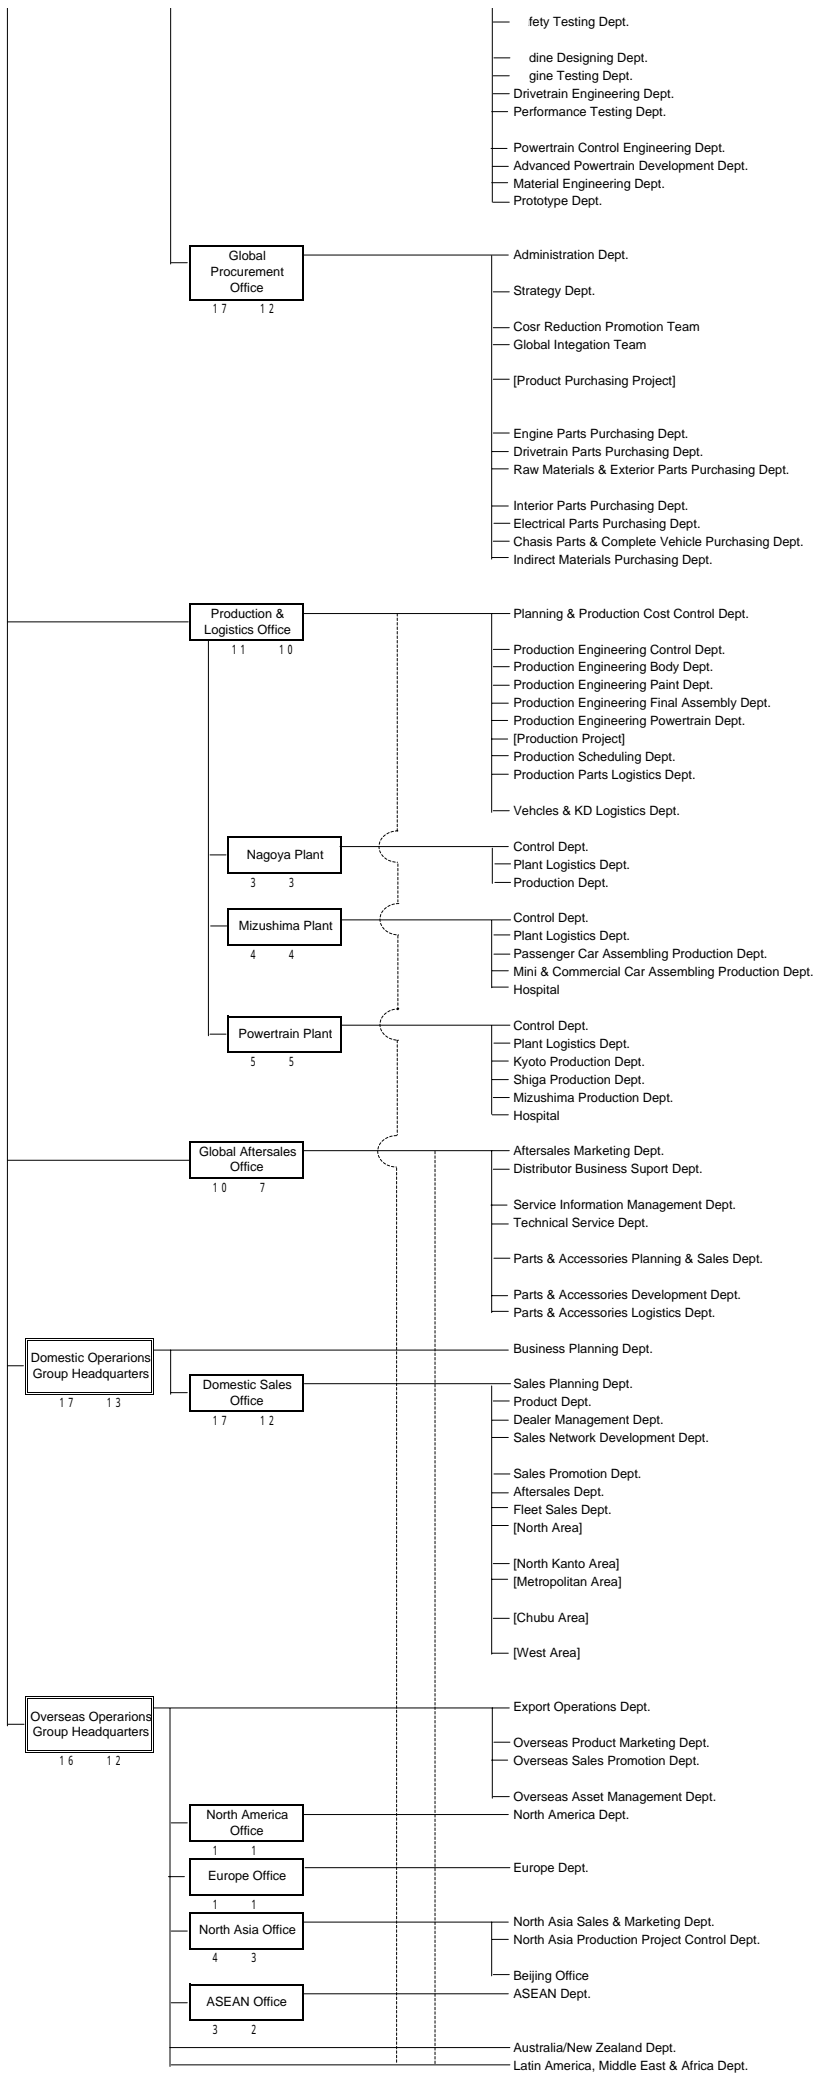 fety Testing Dept.
dine Designing Dept.
gine Testing Dept.
Drivetrain Engineering Dept.
Performance Testing Dept.
Powertrain Control Engineering Dept.
Advanced Powertrain Development Dept.
Material Engineering Dept.
Prototype Dept.
Global
Procurement
Office
17 12
Administration Dept.
Strategy Dept.
Cosr Reduction Promotion Team
Global Integation Team
[Product Purchasing Project]
Engine Parts Purchasing Dept.
Drivetrain Parts Purchasing Dept.
Raw Materials & Exterior Parts Purchasing Dept.
Interior Parts Purchasing Dept.
Electrical Parts Purchasing Dept.
Chasis Parts & Complete Vehicle Purchasing Dept.
Indirect Materials Purchasing Dept.
Production &
Logistics Office
11 10
Planning & Production Cost Control Dept.
Production Engineering Control Dept.
Production Engineering Body Dept.
Production Engineering Paint Dept.
Production Engineering Final Assembly Dept.
Production Engineering Powertrain Dept.
[Production Project]
Production Scheduling Dept.
Production Parts Logistics Dept.
Vehcles & KD Logistics Dept.
Nagoya Plant
3 3
Control Dept.
Plant Logistics Dept.
Production Dept.
Mizushima Plant
4 4
Control Dept.
Plant Logistics Dept.
Passenger Car Assembling Production Dept.
Mini & Commercial Car Assembling Production Dept.
Hospital
Powertrain Plant
5 5
Control Dept.
Plant Logistics Dept.
Kyoto Production Dept.
Shiga Production Dept.
Mizushima Production Dept.
Hospital
Global Aftersales
Office
10 7
Aftersales Marketing Dept.
Distributor Business Suport Dept.
Service Information Management Dept.
Technical Service Dept.
Parts & Accessories Planning & Sales Dept.
Parts & Accessories Development Dept.
Parts & Accessories Logistics Dept.
Domestic Operarions
Group Headquarters
17 13
Business Planning Dept.
Domestic Sales
Office
17 12
Sales Planning Dept.
Product Dept.
Dealer Management Dept.
Sales Network Development Dept.
Sales Promotion Dept.
Aftersales Dept.
Fleet Sales Dept.
[North Area]
[North Kanto Area]
[Metropolitan Area]
[Chubu Area]
[West Area]
Overseas Operarions
Group Headquarters
16 12
Export Operations Dept.
Overseas Product Marketing Dept.
Overseas Sales Promotion Dept.
Overseas Asset Management Dept.
North America
Office
1 1
North America Dept.
Europe Office
1 1
Europe Dept.
North Asia Office
4 3
North Asia Sales & Marketing Dept.
North Asia Production Project Control Dept.
Beijing Office
ASEAN Office
3 2
ASEAN Dept.
Australia/New Zealand Dept.
Latin America, Middle East & Africa Dept.